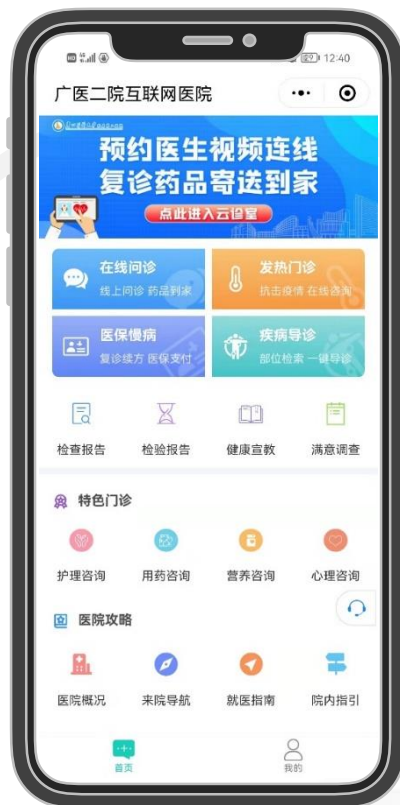 12:40
广医二院互联网医院
预约医生视频连线
复诊药品寄送到家
点此进入云诊室
在线问诊
线上问诊 药品到家
发热门诊
抗击疫情 在线咨询
医保慢病
复诊续方 医保支付
疾病导诊
部位检索 一键导诊
检查报告
检验报告
健康宣教
满意调查
特色门诊
护理咨询
用药咨询
营养咨询
心理咨询
医院攻略
医院概况
来院导航
就医指南
院内指引
首页
我的